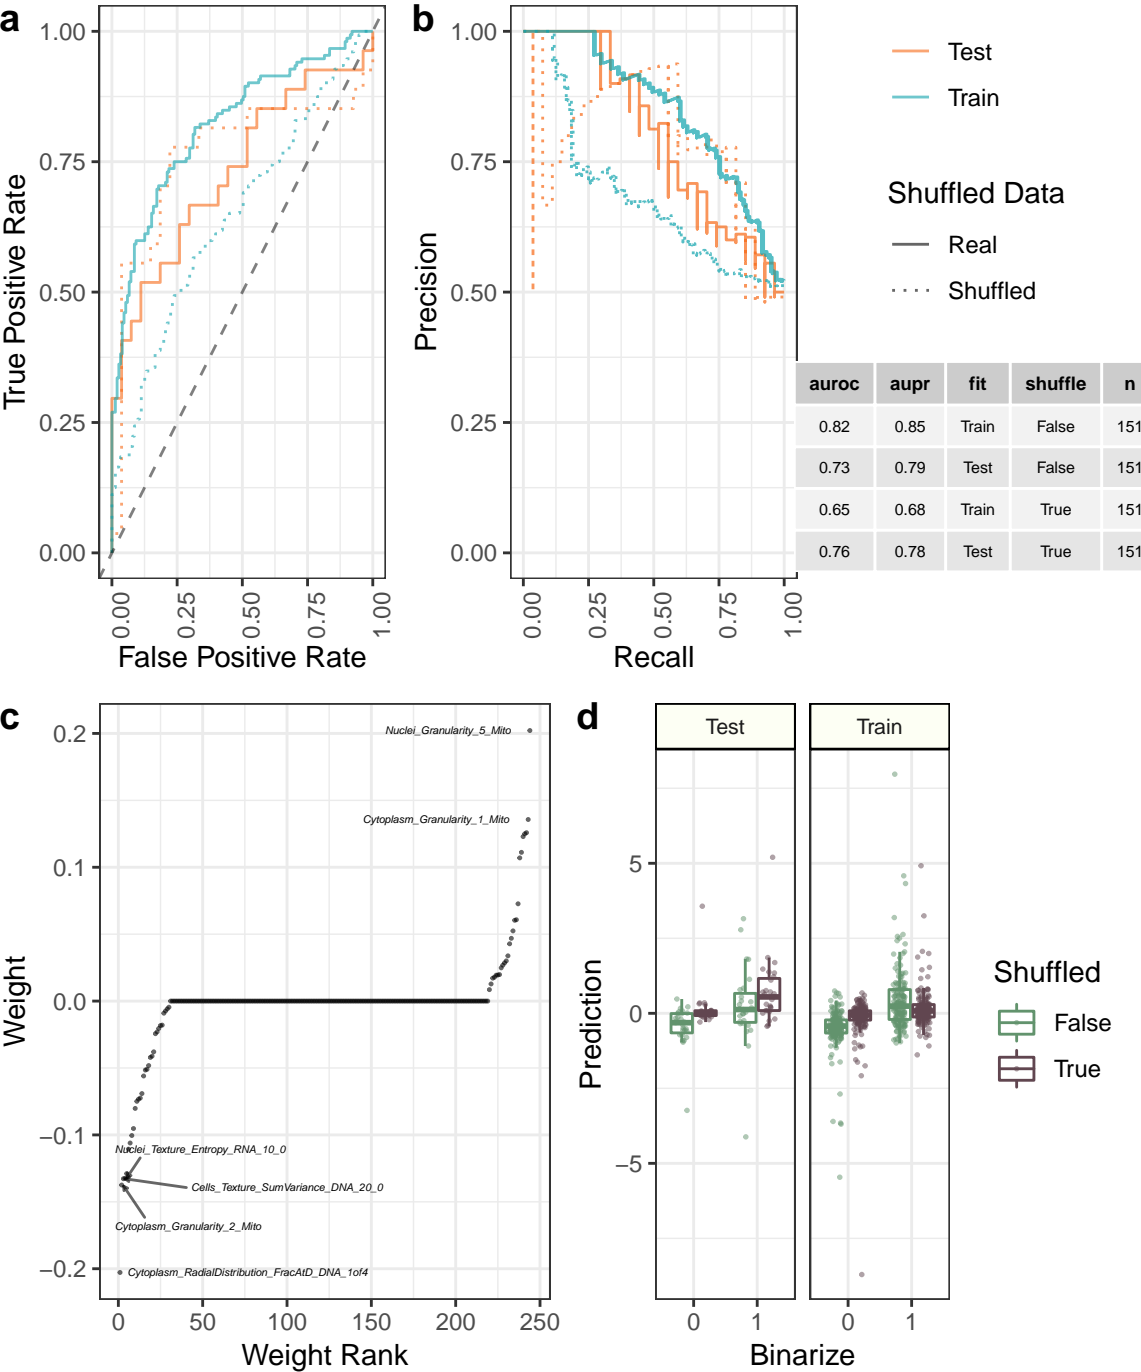 a
1.00
0.75
0.50
0.25
0.00
True Positive Rate
0.00
0.25
0.50
0.75
1.00
False Positive Rate
b
1.00
0.75
0.50
0.25
0.00
Precision
0.00
0.25
0.50
0.75
1.00
Recall
Test
Train
Shuffled Data
Real
Shuffled
auroc aupr fit shuffle n
0.82 0.85 Train False 151
0.73 0.79 Test False 151
0.65 0.68 Train True 151
0.76 0.78 Test True 151
c
0.2
0.1
0.0
−0.1
−0.2
Weight
Nuclei_Granularity_5_Mito
Cytoplasm_Granularity_1_Mito
Nuclei_Texture_Entropy_RNA_10_0
Cells_Texture_SumVariance_DNA_20_0
Cytoplasm_Granularity_2_Mito
Cytoplasm_RadialDistribution_FracAtD_DNA_1of4
0 50 100 150 200 250
Weight Rank
d
Test Train
5
0
−5
Prediction
0 1 0 1
Binarize
Shuffled
False
True